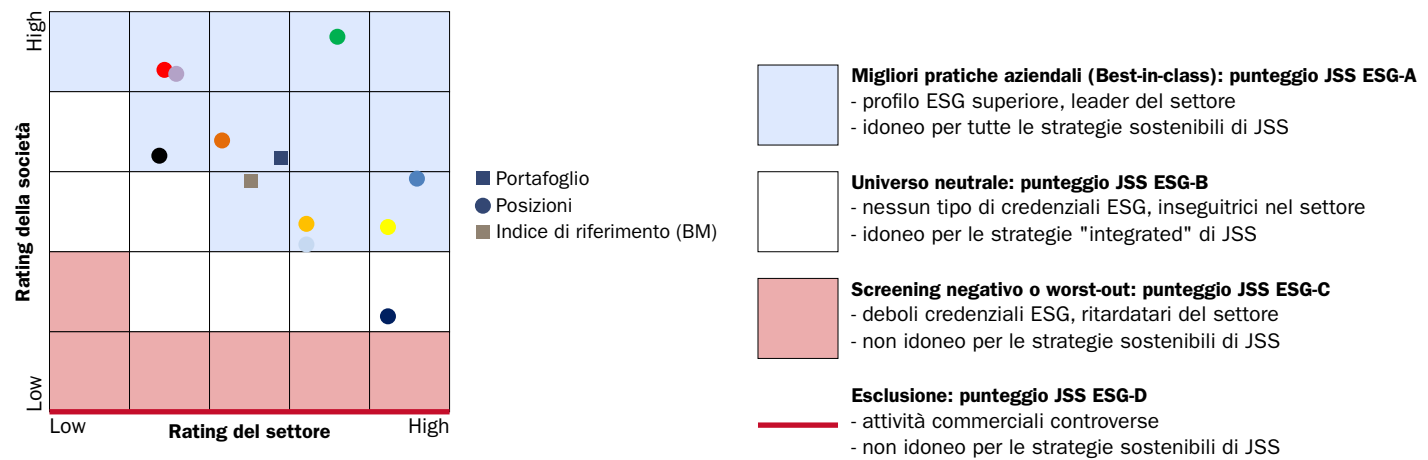 High
Rating della società
Low
Low
Rating del settore
High
Portafoglio
Posizioni
Indice di riferimento (BM)
Migliori pratiche aziendali (Best-in-class): punteggio JSS ESG-A
- profilo ESG superiore, leader del settore
- idoneo per tutte le strategie sostenibili di JSS
Universo neutrale: punteggio JSS ESG-B
- nessun tipo di credenziali ESG, inseguitrici nel settore
- idoneo per le strategie "integrated" di JSS
Screening negativo o worst-out: punteggio JSS ESG-C
- deboli credenziali ESG, ritardatari del settore
- non idoneo per le strategie sostenibili di JSS
Esclusione: punteggio JSS ESG-D
- attività commerciali controverse
- non idoneo per le strategie sostenibili di JSS